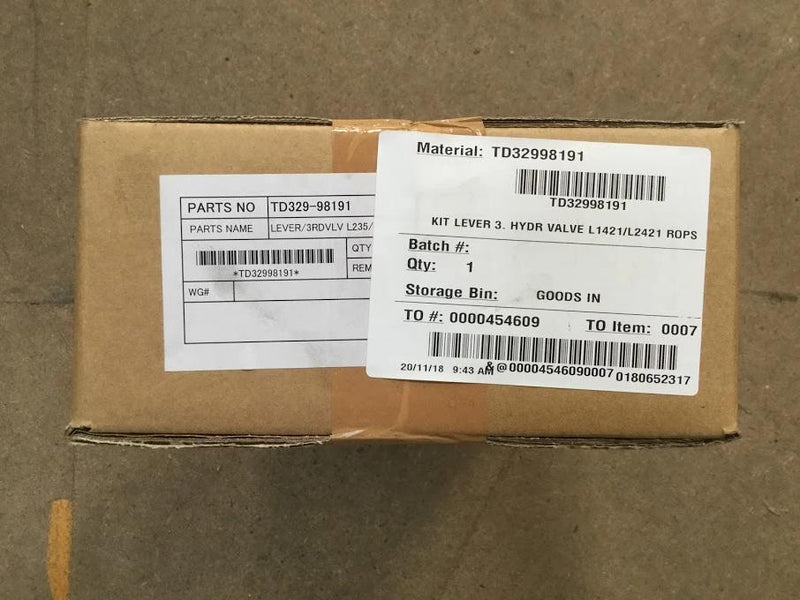 PARTS NO TD329-98191
PARTS NAME LEVER/3RDVLV L235/
QTY
*TD32998191*
REM
WG#
Material: TD32998191
TD32998191
KIT LEVER 3. HYDR VALVE L1421/L2421 ROPS
Batch #:
Qty: 1
Storage Bin: GOODS IN
TO #: 0000454609 TO Item: 0007
20/11/18 9:43 AM &@00004546090007 0180652317